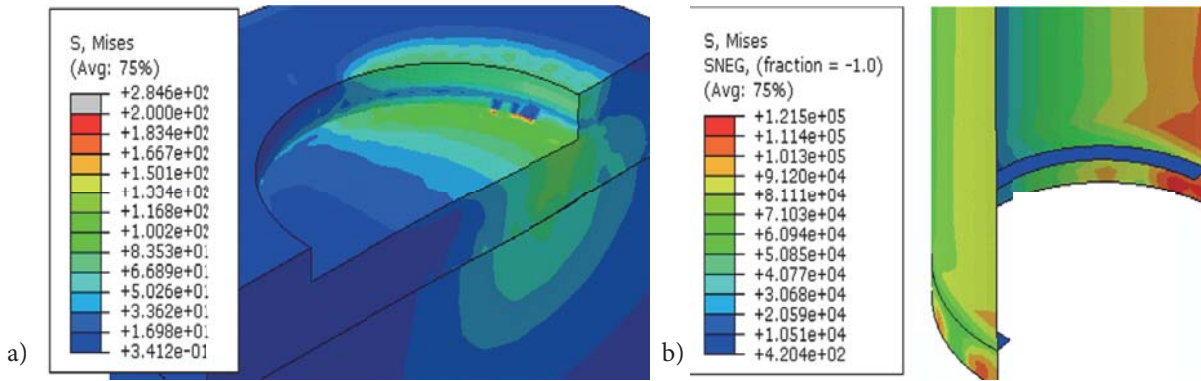 S, Mises
(Avg: 75%)
+2.846e+02
+2.000e+02
+1.834e+02
+1.667e+02
+1.501e+02
+1.334e+02
+1.168e+02
+1.002e+02
+8.353e+01
+6.689e+01
+5.026e+01
+3.362e+01
+1.698e+01
+3.412e-01
a)
S, Mises
SNEG, (fraction = -1.0)
(Avg: 75%)
+1.215e+05
+1.114e+05
+1.013e+05
+9.120e+04
+8.111e+04
+7.103e+04
+6.094e+04
+5.085e+04
+4.077e+04
+3.068e+04
+2.059e+04
+1.051e+04
+4.204e+02
b)